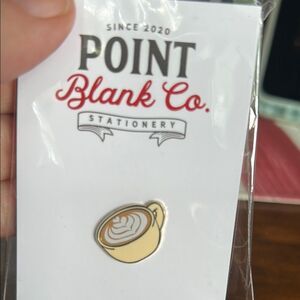 SINCE 2020
POINT
Blank Co.
STATIONERY